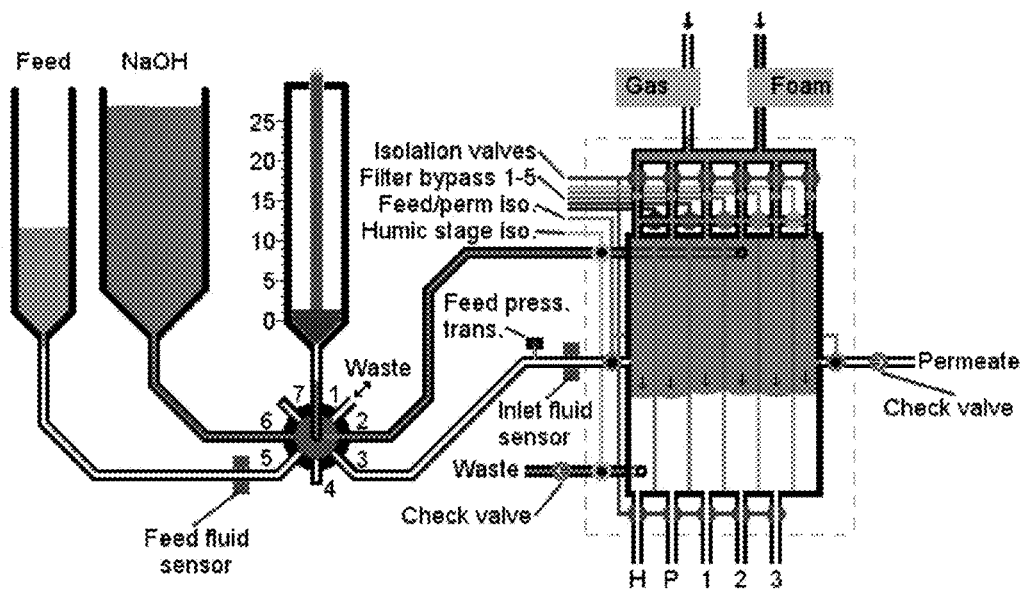 Feed
NaOH
Gas
Foam
25
20
15
10
5
0
Isolation valves
Filter bypass 1-5
Feed/perm iso.
Humic stage iso.
Feed press.
trans.
Waste
7
1
6
2
5
3
4
Inlet fluid
sensor
Permeate
Check valve
Waste
Check valve
Feed fluid
sensor
H P 1 2 3